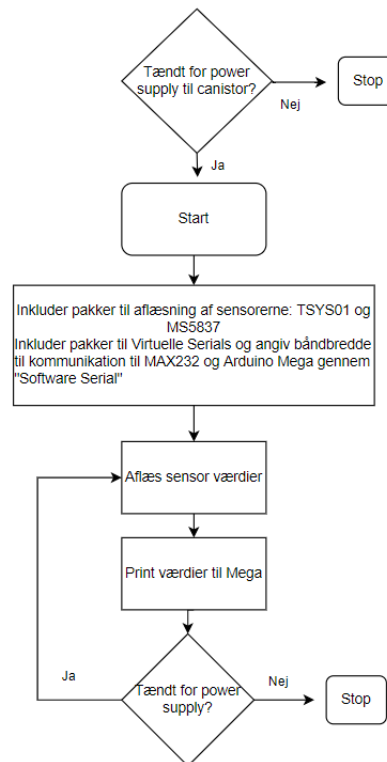 Tændt for power
supply til canistor?
Nej
Stop
Ja
Start
Inkluder pakker til aflæsning af sensorerne: TSYS01 og
MS5837
Inkluder pakker til Virtuelle Serials og angiv båndbredde
til kommunikation til MAX232 og Arduino Mega gennem
"Software Serial"
Aflæs sensor værdier
Print værdier til Mega
Ja
Tændt for power
supply?
Nej
Stop